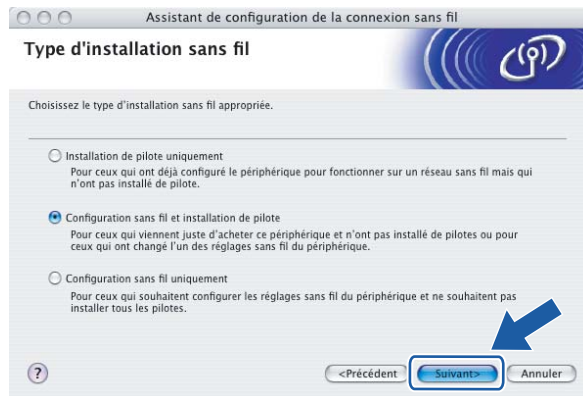 Assistant de configuration de la connexion sans fil
Type d'installation sans fil
Choisissez le type d'installation sans fil appropriée.
Installation de pilote uniquement
Pour ceux qui ont déjà configuré le périphérique pour fonctionner sur un réseau sans fil mais qui
n'ont pas installé de pilote.
Configuration sans fil et installation de pilote
Pour ceux qui viennent juste d'acheter ce périphérique et n'ont pas installé de pilotes ou pour
ceux qui ont changé l'un des réglages sans fil du périphérique.
Configuration sans fil uniquement
Pour ceux qui souhaitent configurer les réglages sans fil du périphérique et ne souhaitent pas
installer tous les pilotes.
? <Précédent Suivant> Annuler